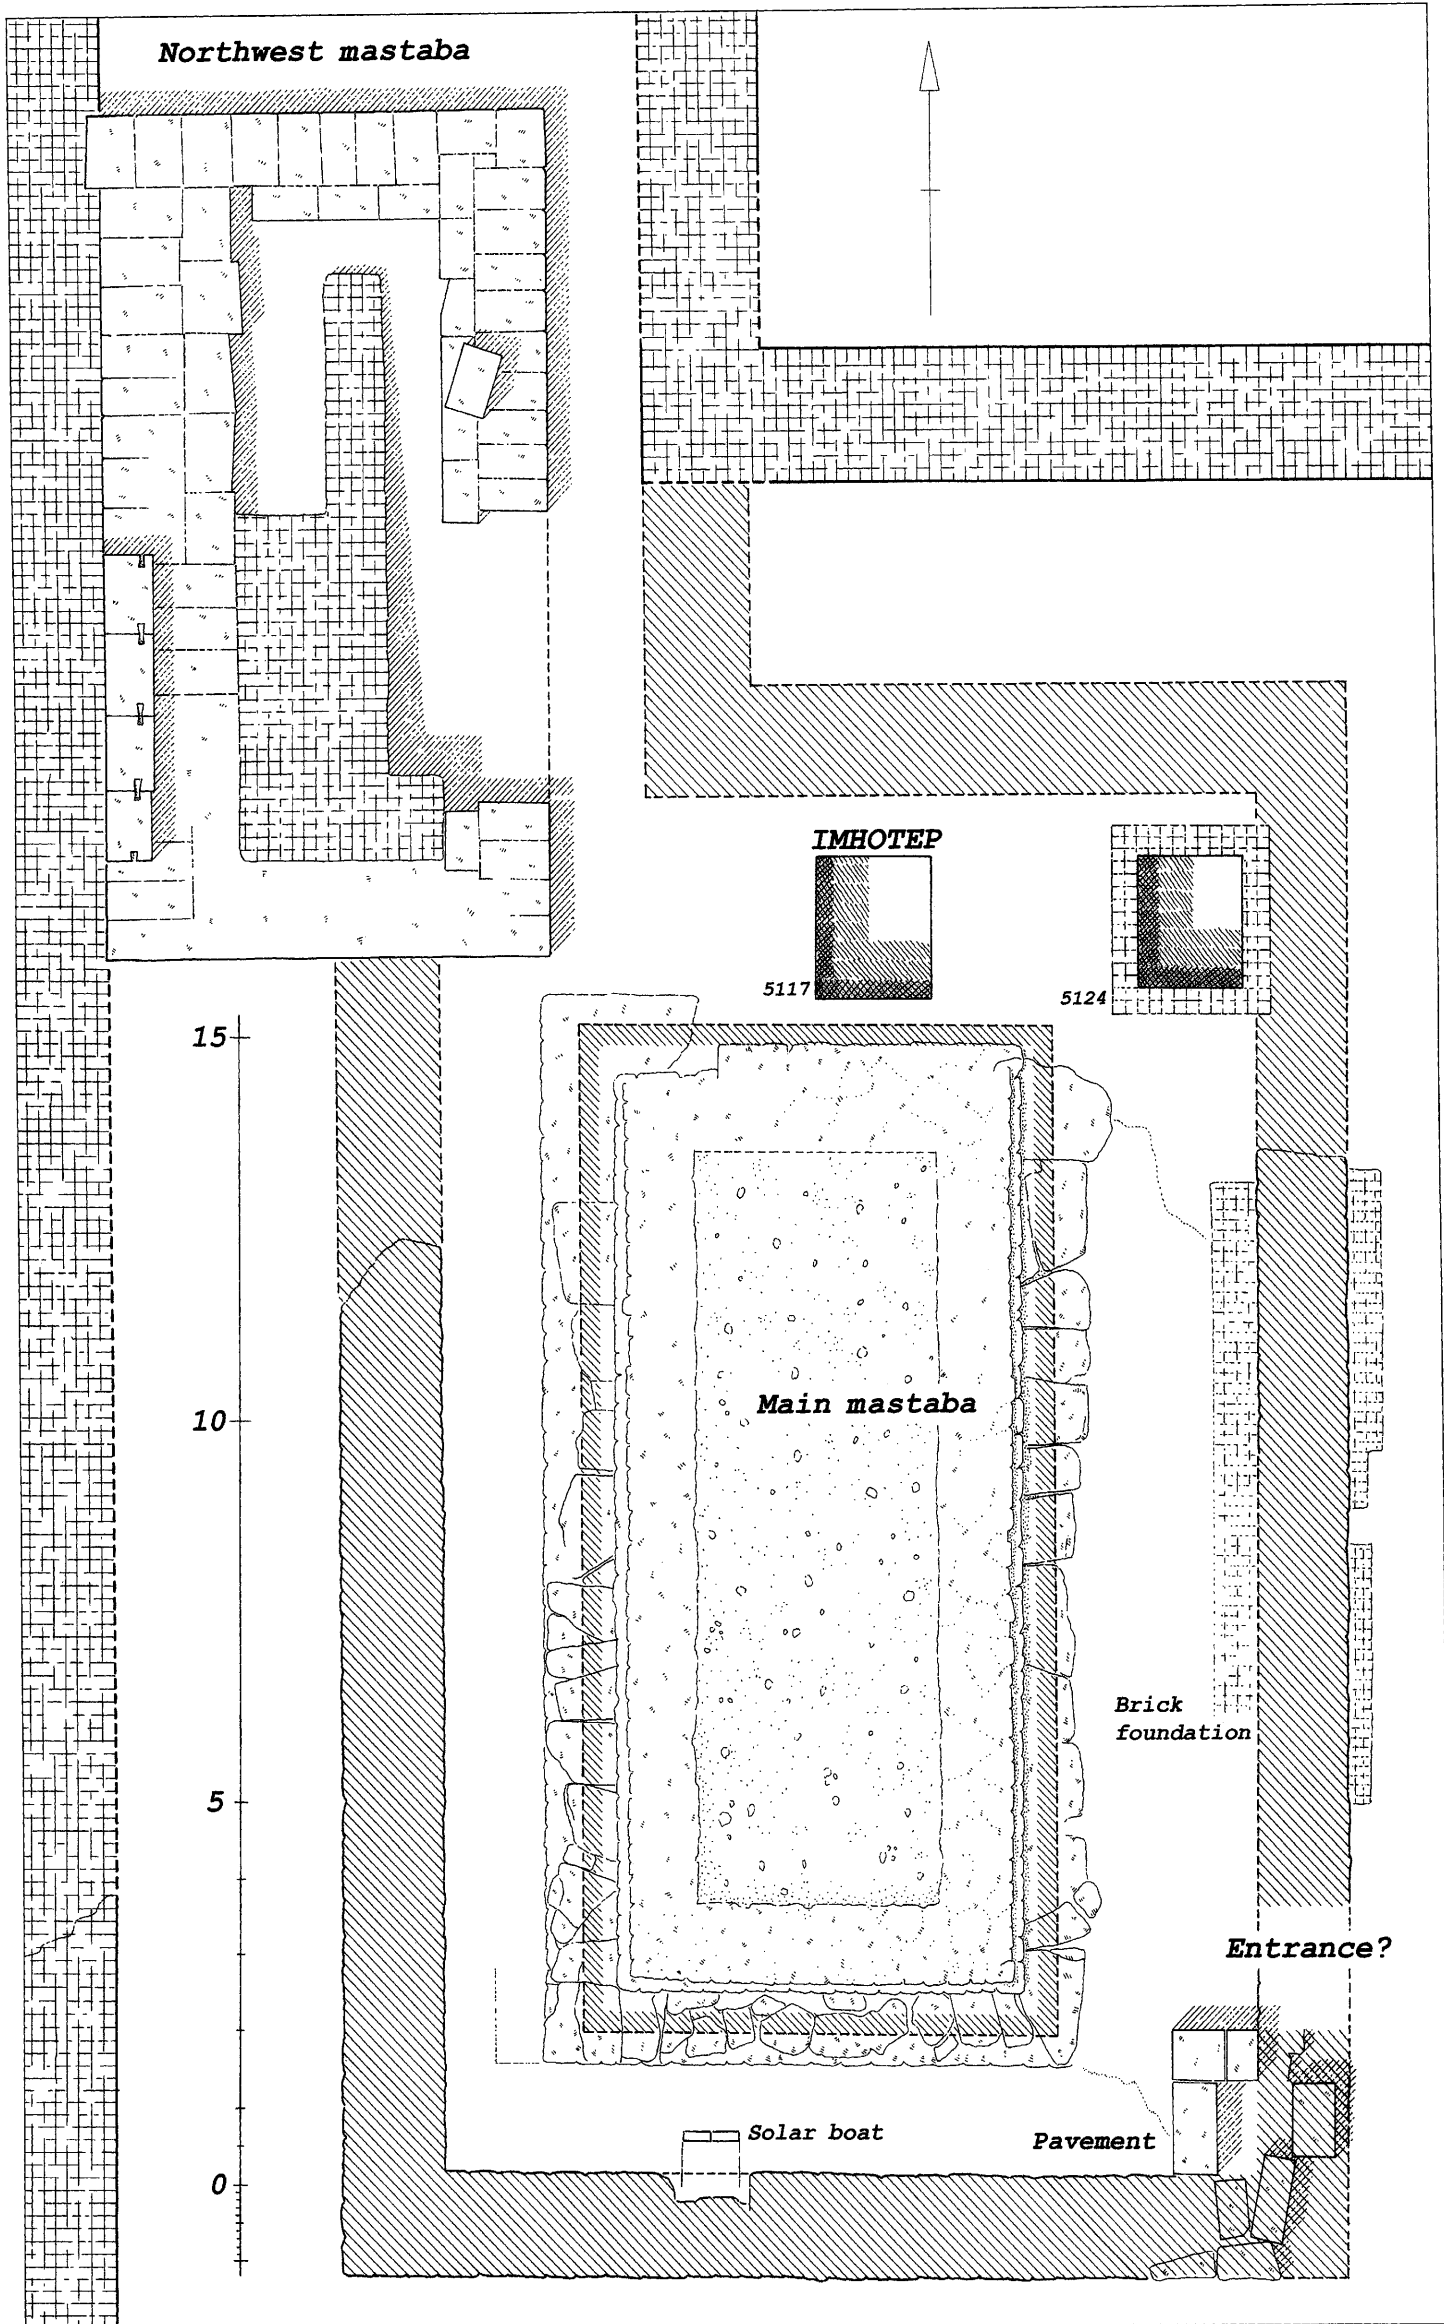 Northwest mastaba
IMHOTEP
5117
5124
15
10
Main mastaba
Brick
foundation
5
Entrance?
Solar boat
Pavement
0